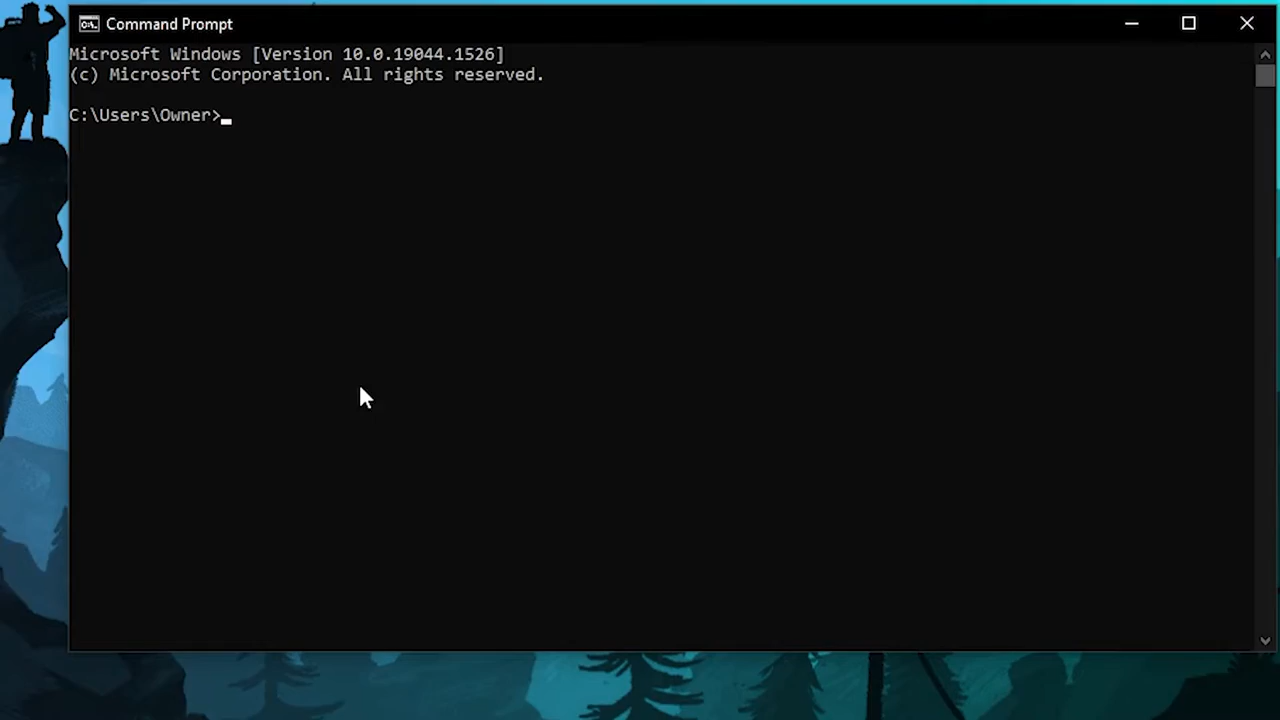 Command Prompt
Microsoft Windows [Version 10.0.19044.1526]
(c) Microsoft Corporation. All rights reserved.
C:\Users\Owner>